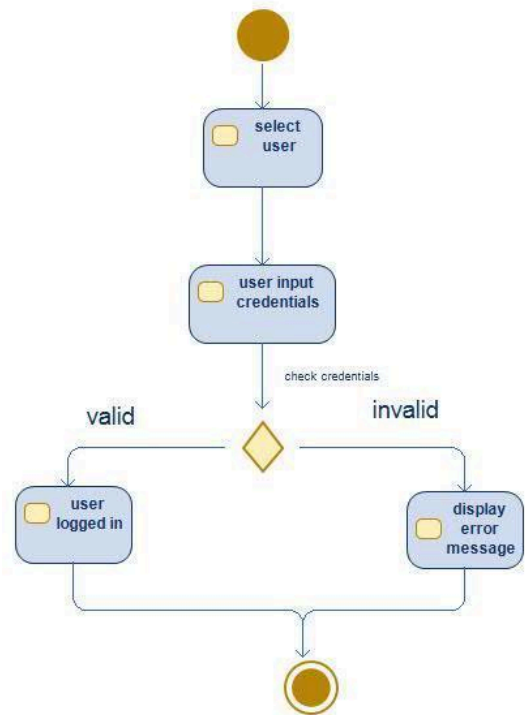 select
user
user input
credentials
check credentials
valid
invalid
user
logged in
display
error
message